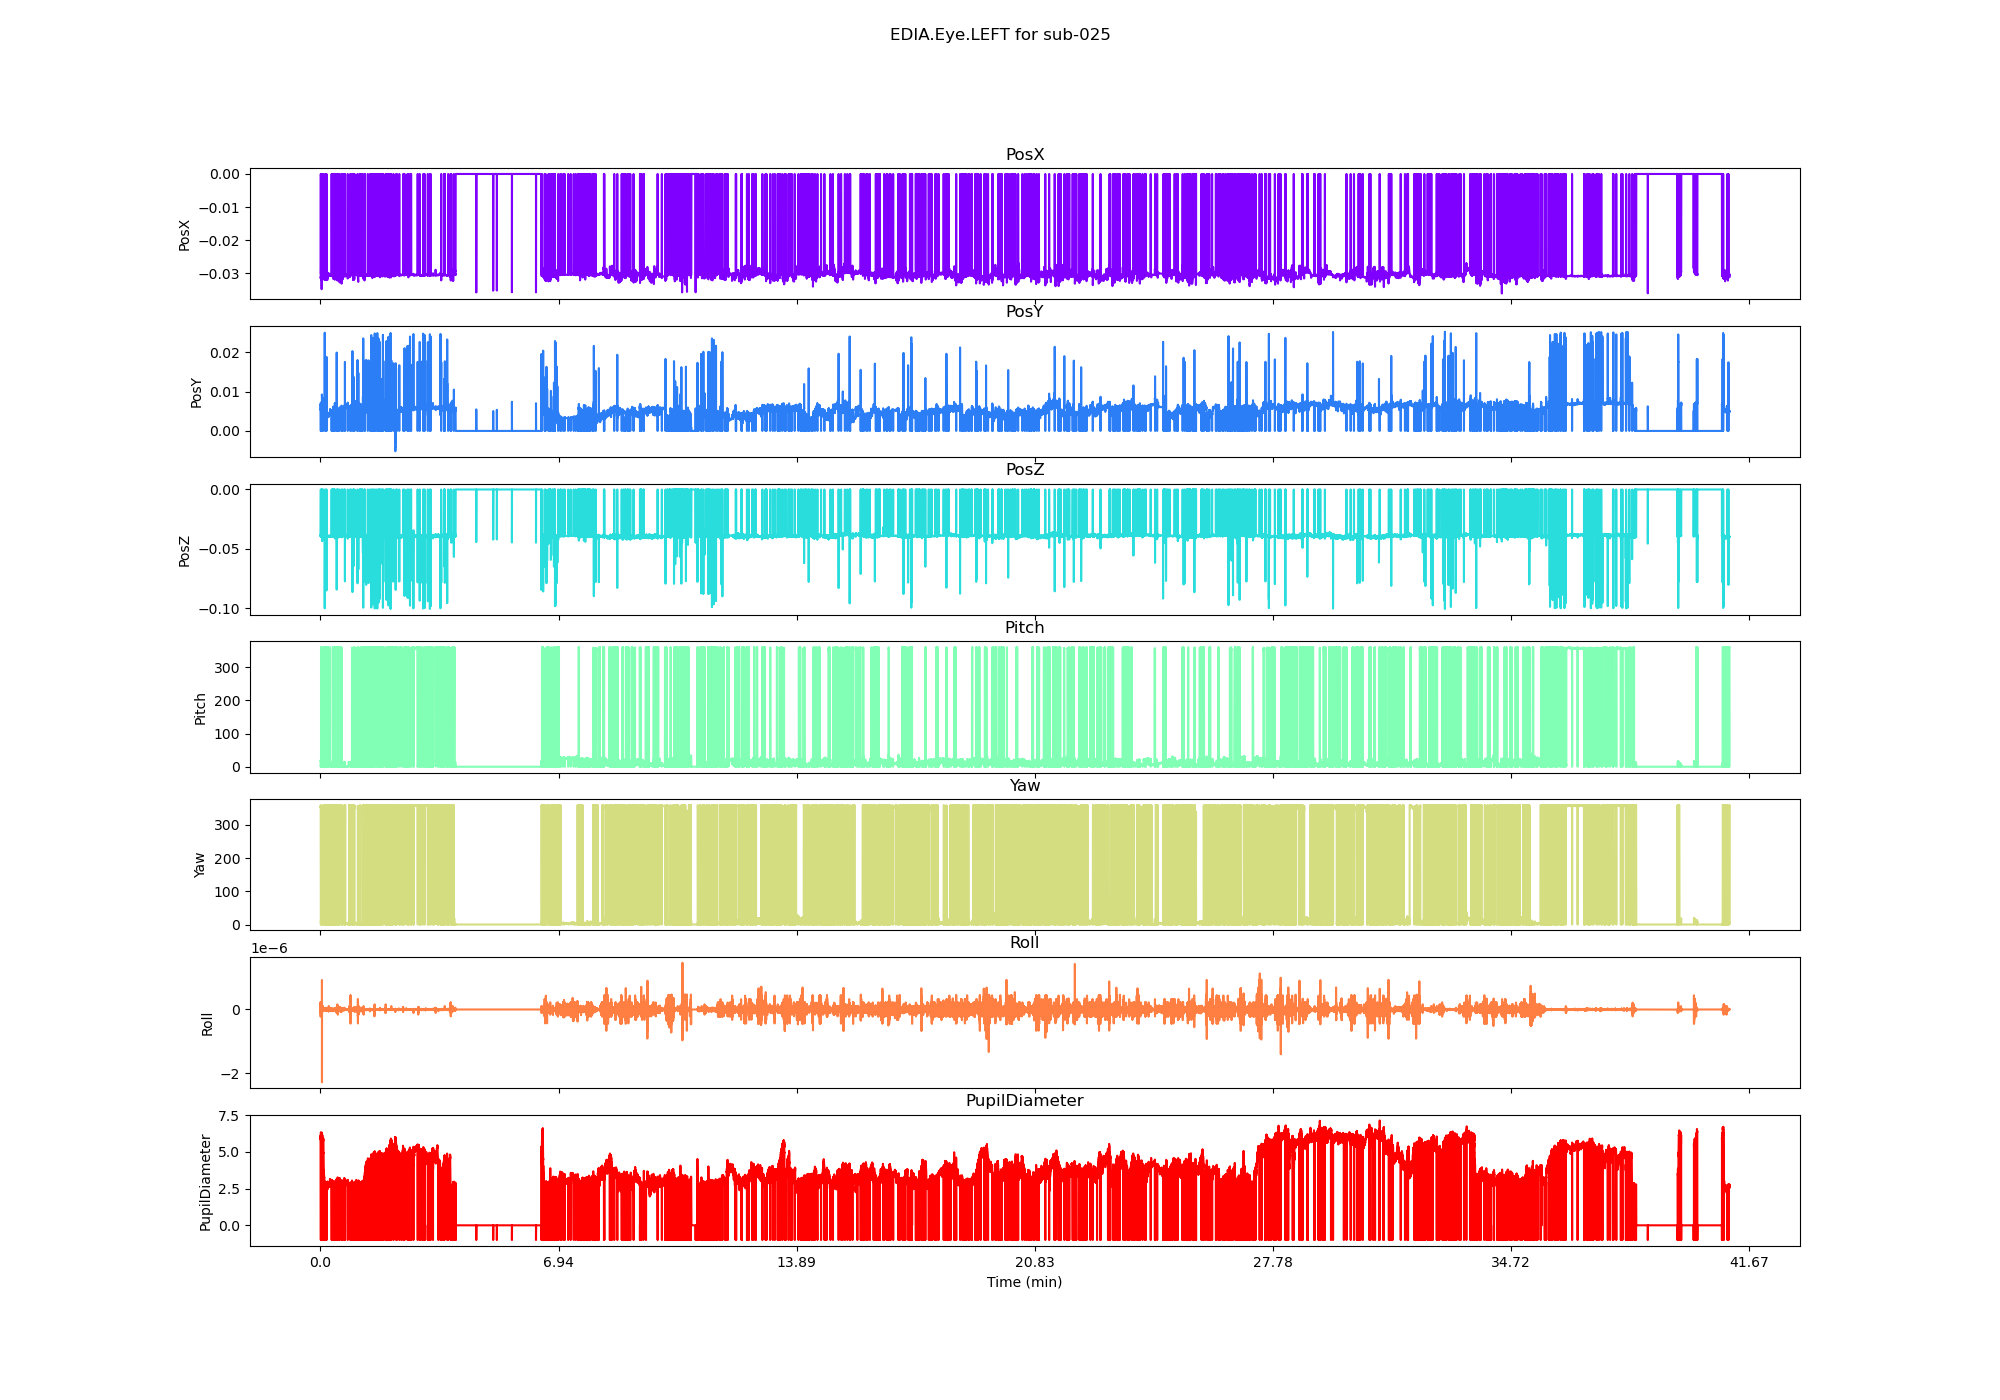 EDIA.Eye.LEFT for sub-025
PosX
0.00
−0.01
−0.02
−0.03
PosX
PosY
0.02
0.01
0.00
PosY
PosZ
0.00
−0.05
−0.10
PosZ
Pitch
300
200
100
0
Pitch
Yaw
300
200
100
0
Yaw
1e−6
Roll
0
−2
Roll
PupilDiameter
7.5
5.0
2.5
0.0
PupilDiameter
0.0 6.94 13.89 20.83 27.78 34.72 41.67
Time (min)